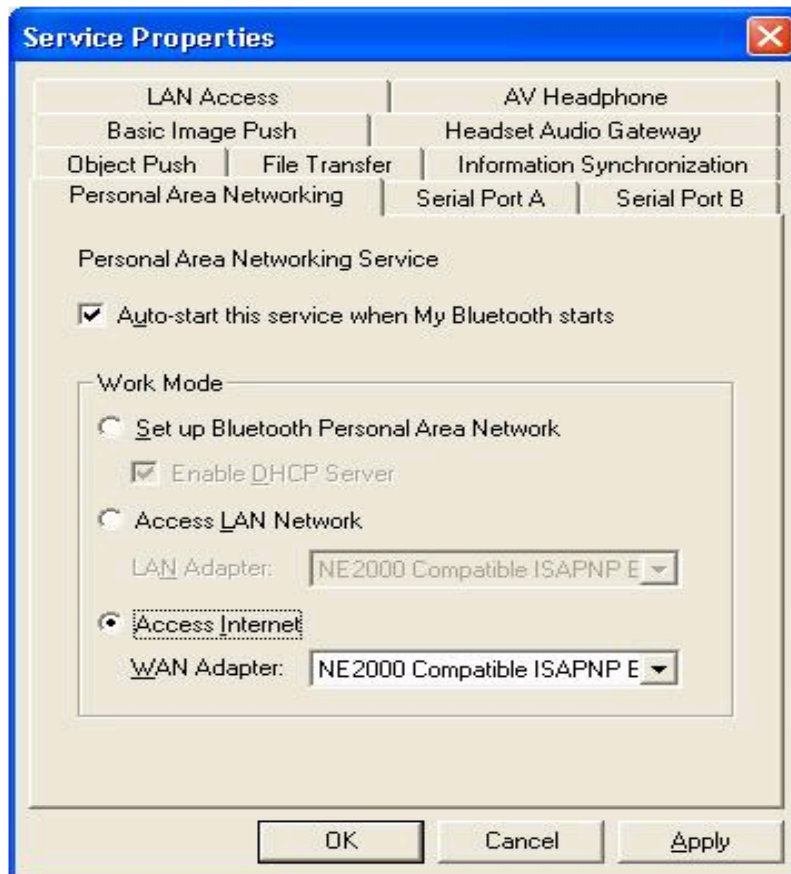 Service Properties
LAN Access AV Headphone
Basic Image Push Headset Audio Gateway
Object Push File Transfer Information Synchronization
Personal Area Networking Serial Port A Serial Port B
Personal Area Networking Service
Auto-start this service when My Bluetooth starts
Work Mode
Set up Bluetooth Personal Area Network
Enable DHCP Server
Access LAN Network
LAN Adapter: NE2000 Compatible ISAPNP E
Access Internet
WAN Adapter: NE2000 Compatible ISAPNP E
OK Cancel Apply